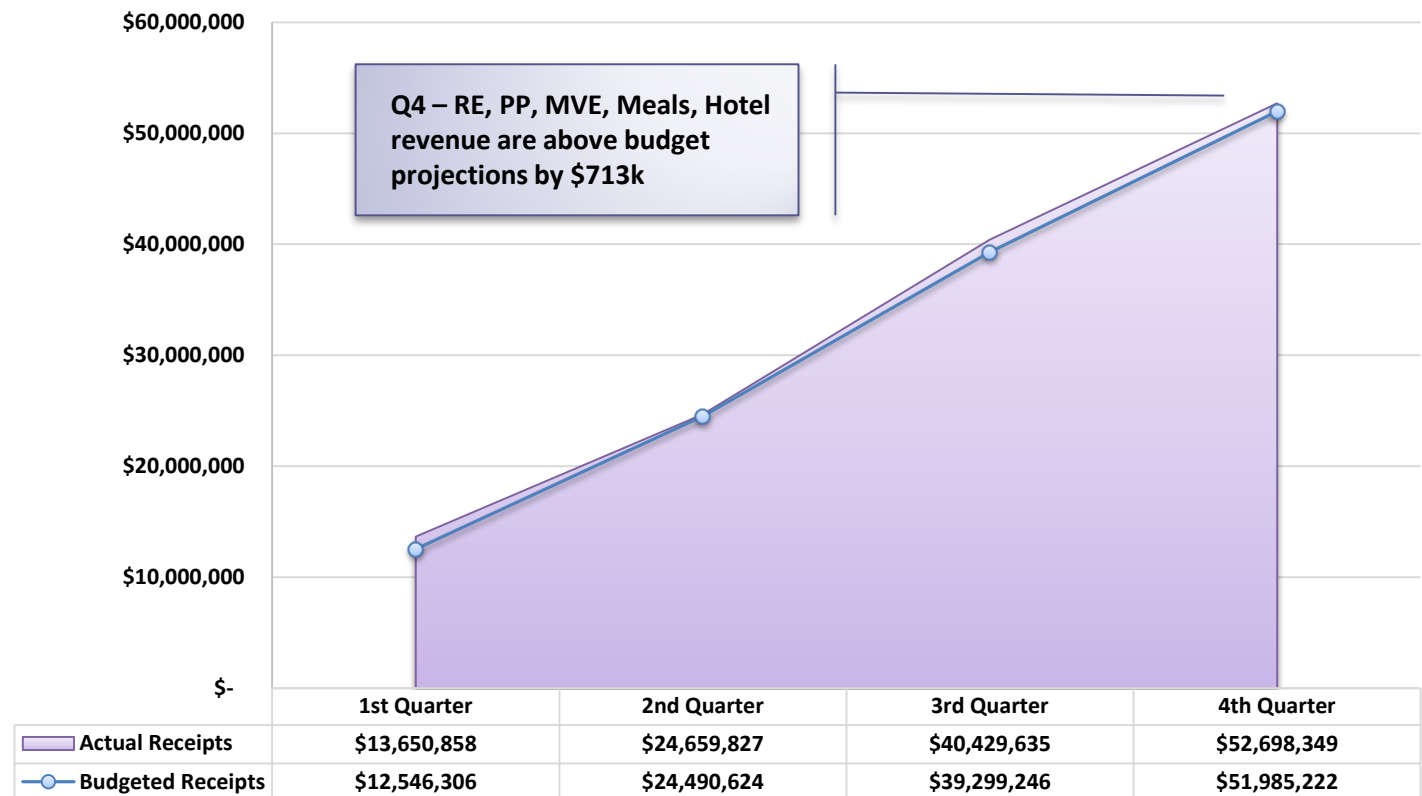 $60,000,000
$50,000,000
$40,000,000
$30,000,000
$20,000,000
$10,000,000
$-
Q4 – RE, PP, MVE, Meals, Hotel
revenue are above budget
projections by $713k
1st Quarter 2nd Quarter 3rd Quarter 4th Quarter
Actual Receipts $13,650,858 $24,659,827 $40,429,635 $52,698,349
Budgeted Receipts $12,546,306 $24,490,624 $39,299,246 $51,985,222